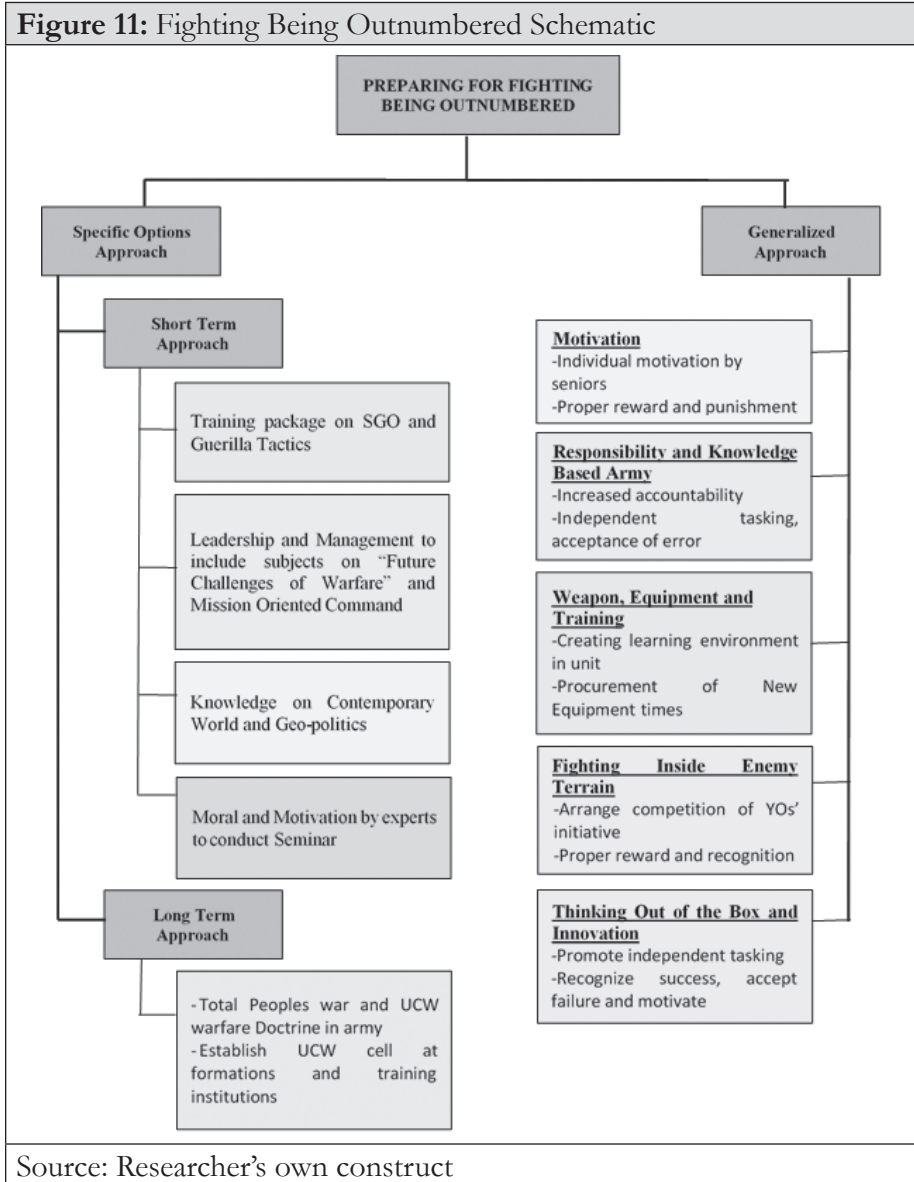 Figure 11: Fighting Being Outnumbered Schematic
PREPARING FOR FIGHTING
BEING OUTNUMBERED
Specific Options
Approach
Short Term
Approach
Training package on SGO and
Guerilla Tactics
Leadership and Management to
include subjects on “Future
Challenges of Warfare” and
Mission Oriented Command
Knowledge on Contemporary
World and Geo-politics
Moral and Motivation by experts
to conduct Seminar
Long Term
Approach
-Total Peoples war and UCW
warfare Doctrine in army
-Establish UCW cell at
formations and training
institutions
Generalized
Approach
Motivation
-Individual motivation by
seniors
-Proper reward and punishment
Responsibility and Knowledge
Based Army
-Increased accountability
-Independent tasking,
acceptance of error
Weapon, Equipment and
Training
-Creating learning environment
in unit
-Procurement of New
Equipment times
Fighting Inside Enemy
Terrain
-Arrange competition of YOs’
initiative
-Proper reward and recognition
Thinking Out of the Box and
Innovation
-Promote independent tasking
-Recognize success, accept
failure and motivate
Source: Researcher’s own construct